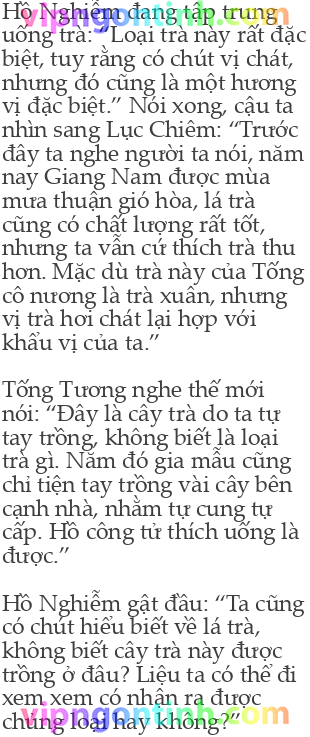 Hồ Nghiễm đang tập trung
uống trà: “Loại trà này rất đặc
biệt, tuy rằng có chút vị chát,
nhưng đó cũng là một hương
vị đặc biệt.” Nói xong, cậu ta
nhìn sang Lục Chiêm: “Trước
đây ta nghe người ta nói, năm
nay Giang Nam được mùa
mưa thuận gió hòa, lá trà
cũng có chất lượng rất tốt,
nhưng ta vẫn cứ thích trà thu
hơn. Mặc dù trà này của Tống
cô nương là trà xuân, nhưng
vị trà hơi chát lại hợp với
khẩu vị của ta.”
Tống Tương nghe thế mới
nói: “Đây là cây trà do ta tự
tay trồng, không biết là loại
trà gì. Năm đó gia mẫu cũng
chi tiện tay trồng vài cây bên
cạnh nhà, nhằm tự cung tự
cấp. Hồ công tử thích uống là
được.”
Hồ Nghiễm gật đầu: “Ta cũng
có chút hiểu biết về lá trà,
không biết cây trà này được
trồng ở đâu? Liệu ta có thể đi
xem xem có nhận ra được
chủng loại hay không?”
vipngontinh.com
vipngontinh.com